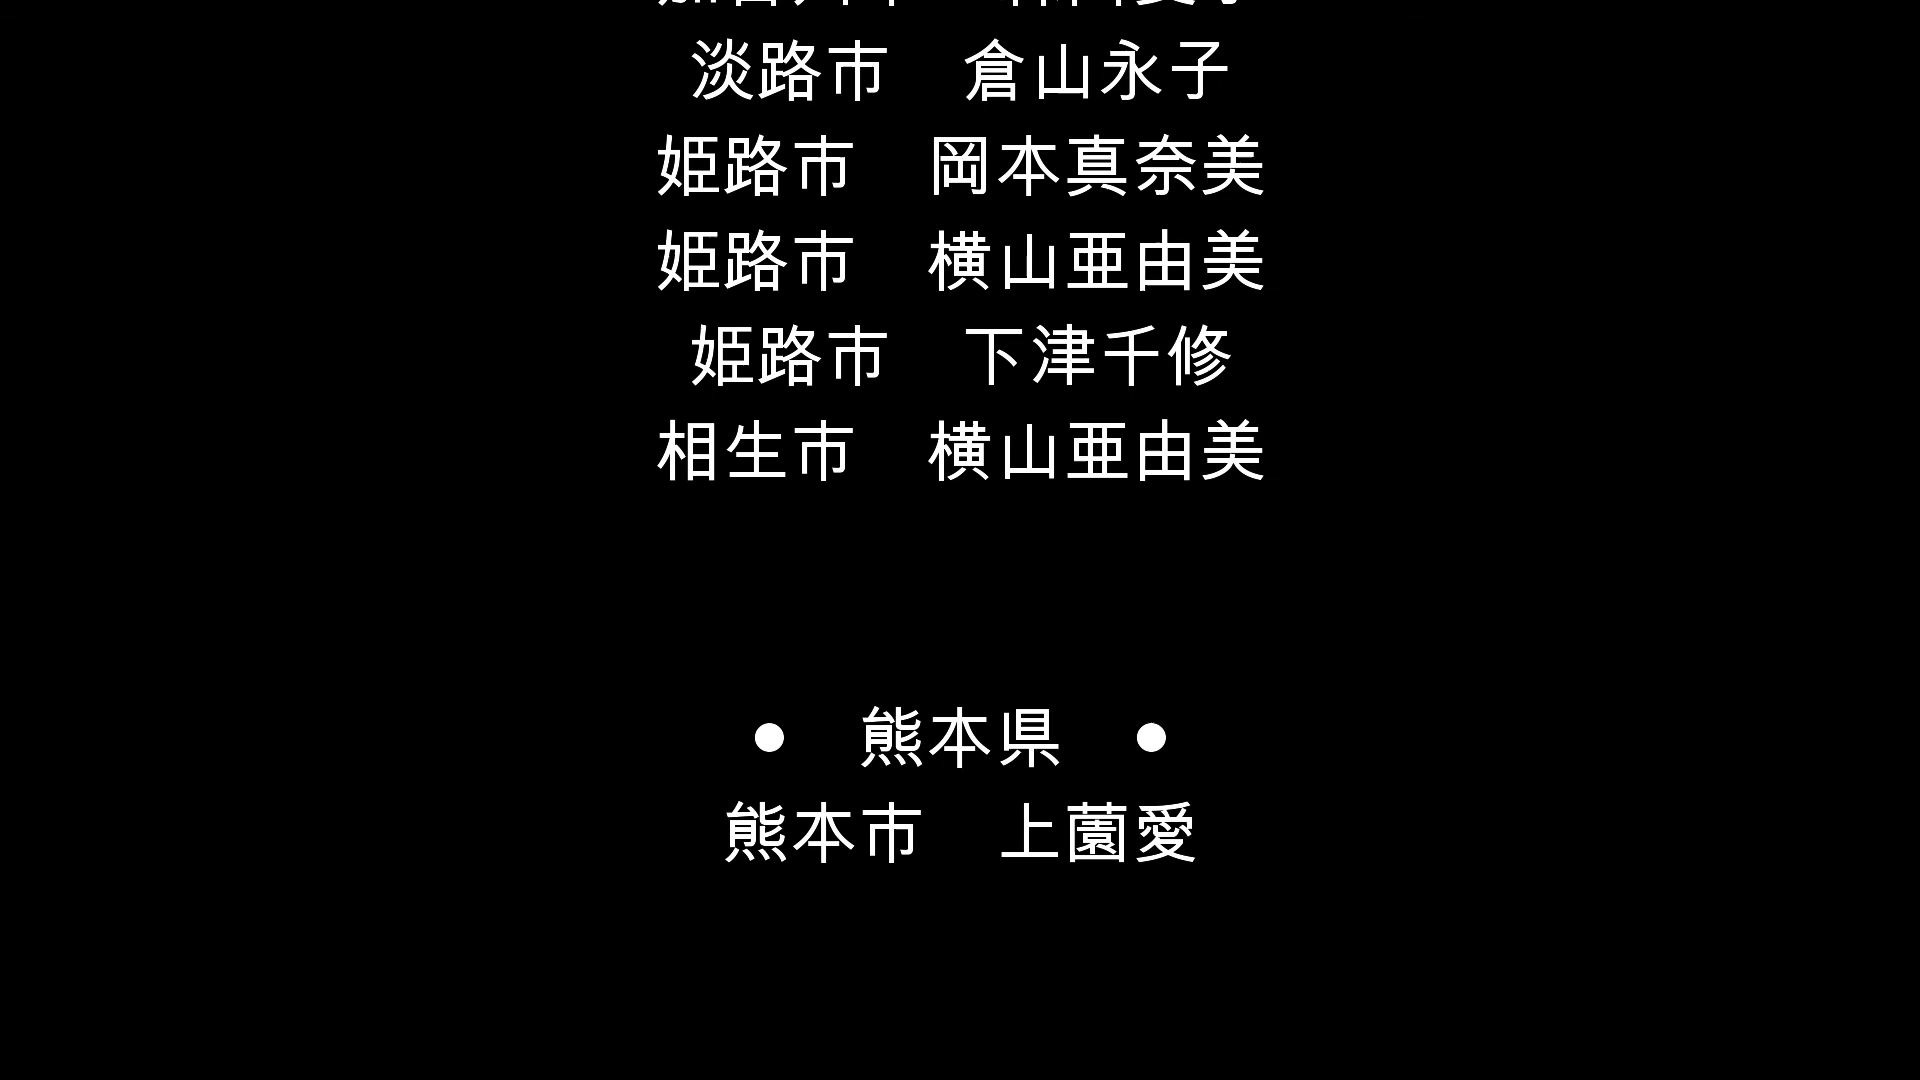 淡路市　倉山永子
姫路市　岡本真奈美
姫路市　横山亜由美
姫路市　下津千修
相生市　横山亜由美
●　熊本県　●
熊本市　上薗愛